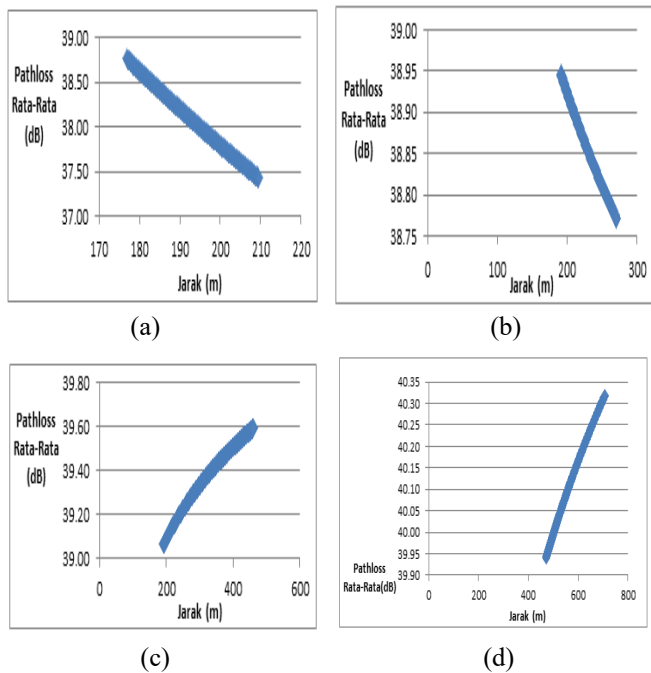 39.00
Pathloss
Rata-Rata
(dB)
38.50
38.00
37.50
37.00
170 180 190 200 210 220
Jarak (m)
(a)
39.00
Pathloss
Rata-Rata
(dB)
38.95
38.90
38.85
38.80
38.75
0 100 200 300
Jarak (m)
(b)
39.80
Pathloss
Rata-Rata
(dB)
39.60
39.40
39.20
39.00
0 200 400 600
Jarak (m)
(c)
40.35
40.30
40.25
40.20
40.15
40.10
40.05
40.00
39.95
39.90
Pathloss
Rata-Rata(dB)
0 100 200 300 400 500 600 700 800
Jarak (m)
(d)